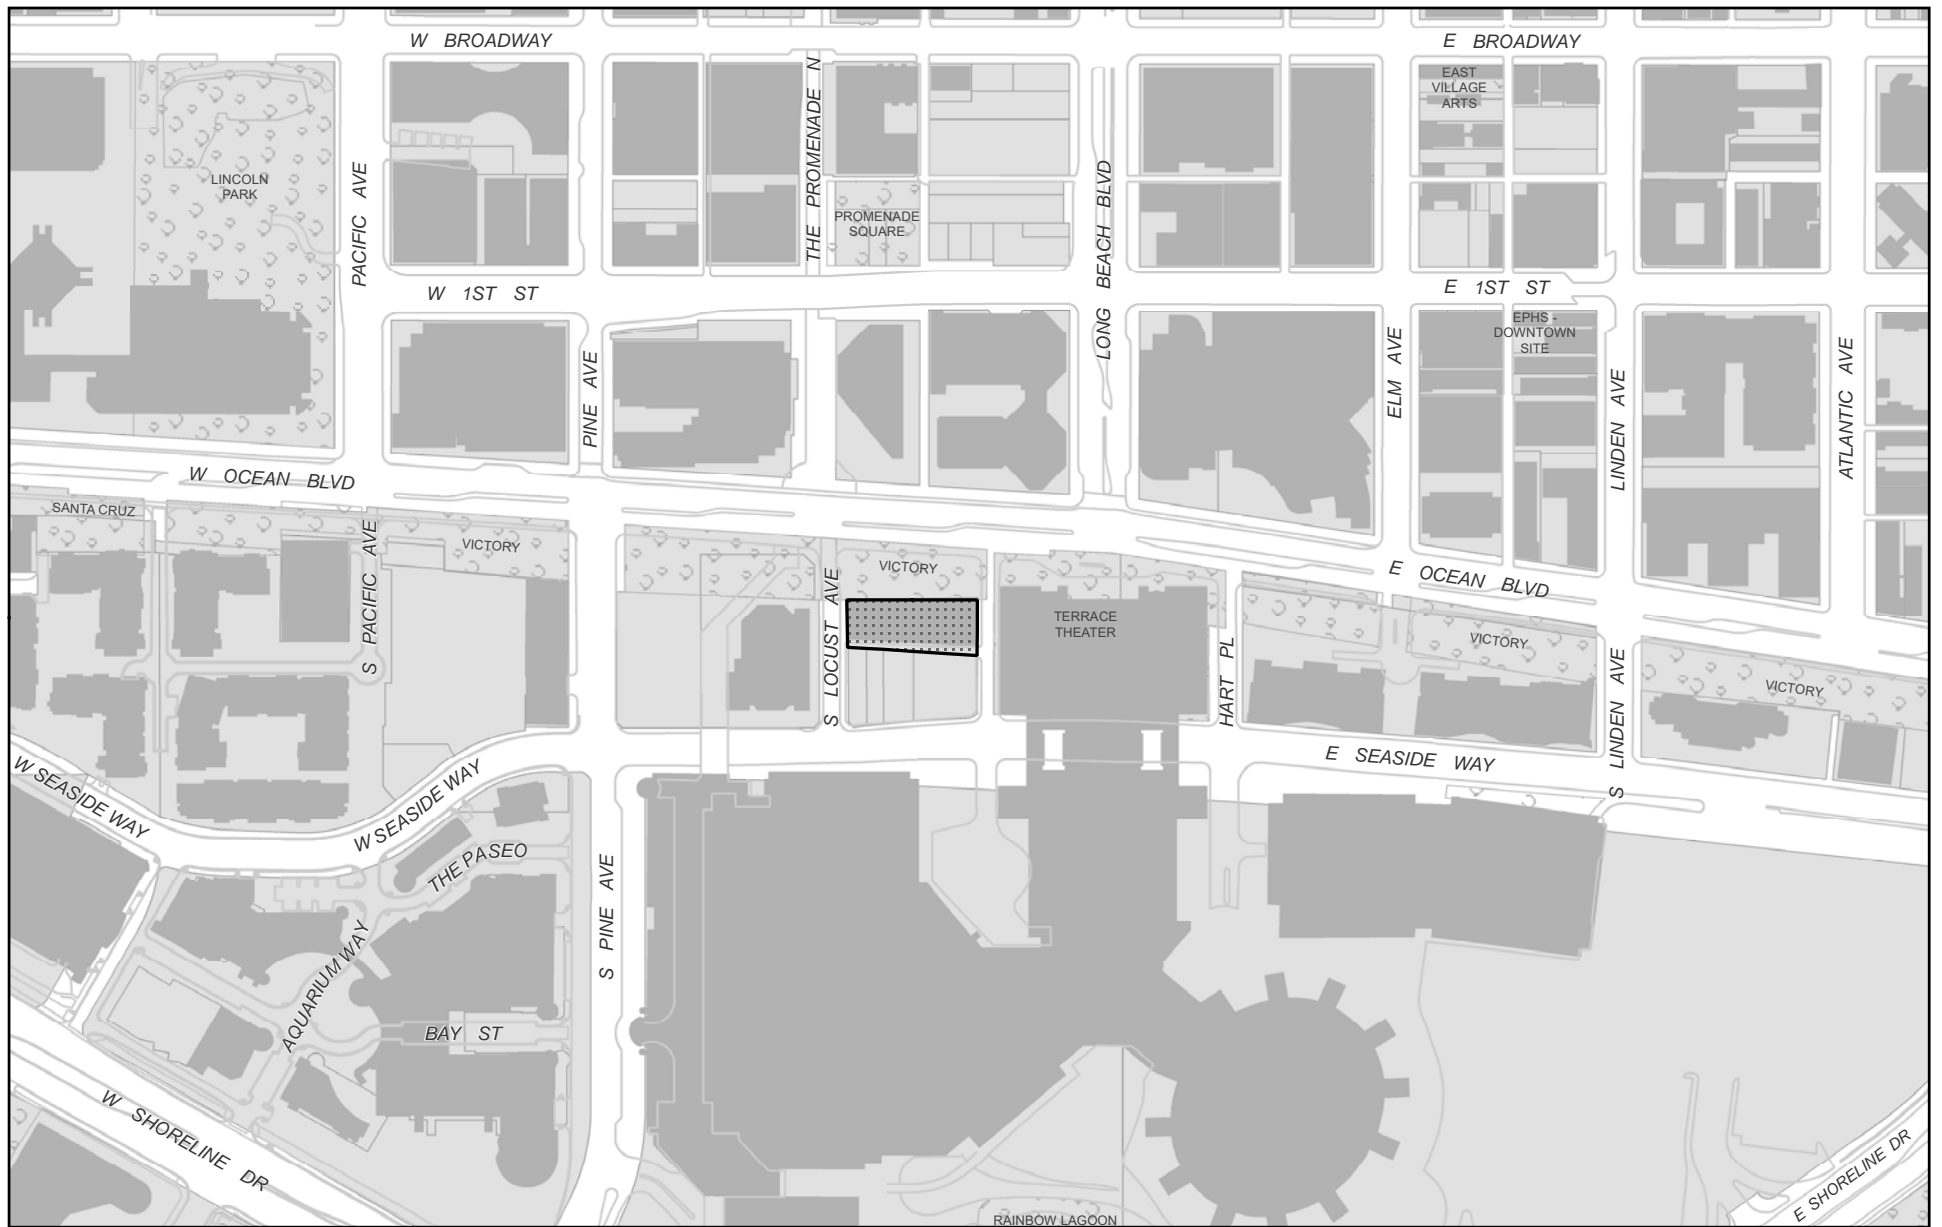 W BROADWAY
E BROADWAY
EAST
VILLAGE
ARTS
THE PROMENADE N
LINCOLN
PARK
PACIFIC AVE
LONG BEACH BLVD
PROMENADE
SQUARE
W 1ST ST
E 1ST ST
EPHS -
DOWNTOWN
SITE
PINE AVE
ELM AVE
LINDEN AVE
ATLANTIC AVE
W OCEAN BLVD
SANTA CRUZ
S PACIFIC AVE
VICTORY
S LOCUST AVE
VICTORY
E OCEAN BLVD
TERRACE
THEATER
HART PL
VICTORY
S LINDEN AVE
VICTORY
W SEASIDE WAY
W SEASIDE WAY
E SEASIDE WAY
THE PASEO
S PINE AVE
AQUARIUM WAY
BAY ST
W SHORELINE DR
E SHORELINE DR
RAINBOW LAGOON